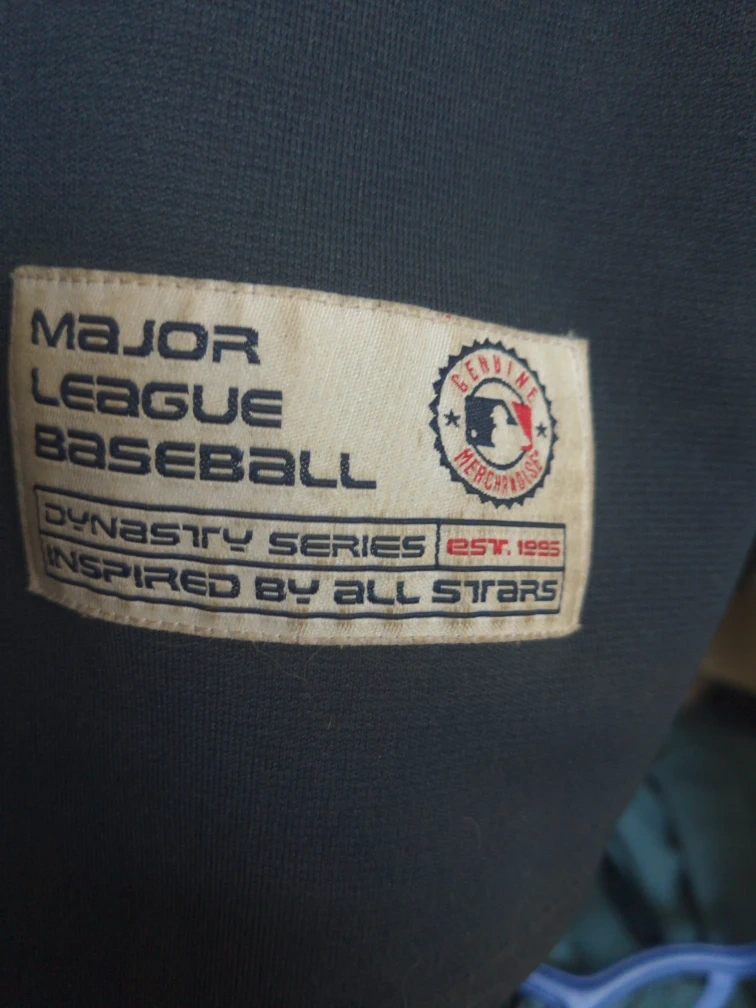 MAJOR
LEAGUE
BASEBALL
GENUINE
MERCHANDISE
DYNASTY SERIES EST. 1995
INSPIRED BY ALL STARS